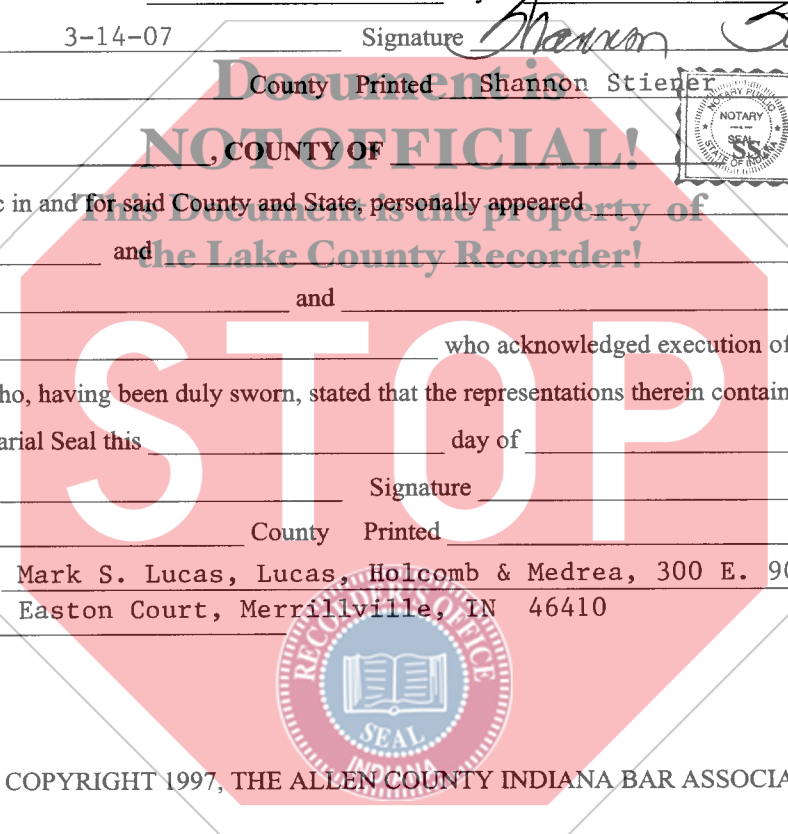 3-14-07 Signature Shannon
County Printed Shannon Stiener
Document is
NOTARY PUBLIC
NOTARY
SEAL
STATE OF INDIANA
NOT OFFICIAL!
, COUNTY OF SS
in and for said County and State, personally appeared
This Document is the property of
and
the Lake County Recorder!
and
STOP
who acknowledged execution of
ho, having been duly sworn, stated that the representations therein contain
arial Seal this day of
Signature
County Printed
Mark S. Lucas, Lucas, Holcomb & Medrea, 300 E. 90
Easton Court, Merrillville, IN 46410
RECORDER'S OFFICE
SEAL
INDIANA
COPYRIGHT 1997, THE ALLEN COUNTY INDIANA BAR ASSOCIA